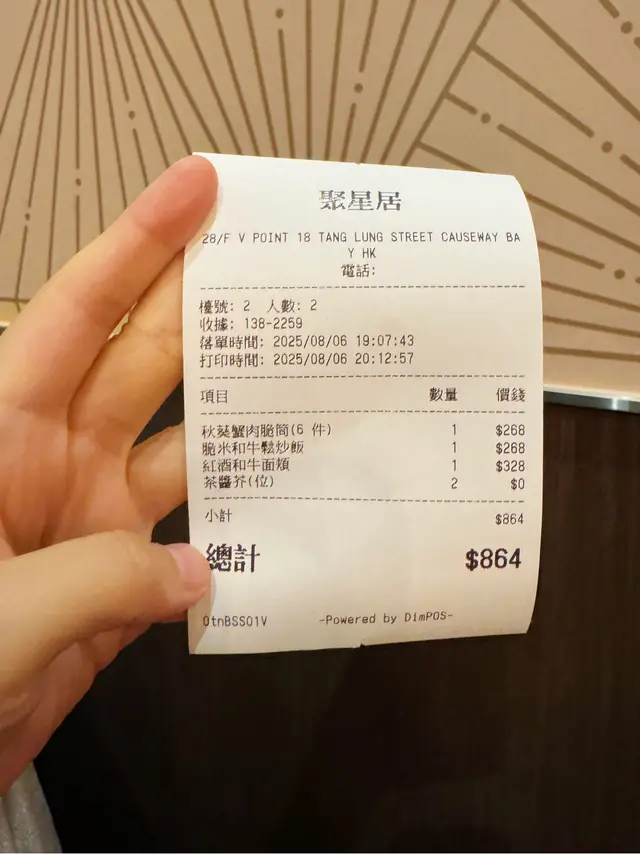 聚星居
28/F V POINT 18 TANG LUNG STREET CAUSEWAY BA
Y HK
電話:
檯號: 2 人數: 2
收據: 138-2259
落單時間: 2025/08/06 19:07:43
打印時間: 2025/08/06 20:12:57
項目 數量 價錢
秋葵蟹肉脆筒(6 件) 1 $268
脆米和牛鬆炒飯 1 $268
紅酒和牛面頰 1 $328
茶醬芥(位) 2 $0
小計 $864
總計 $864
OtnBSS01V -Powered by DimPOS-